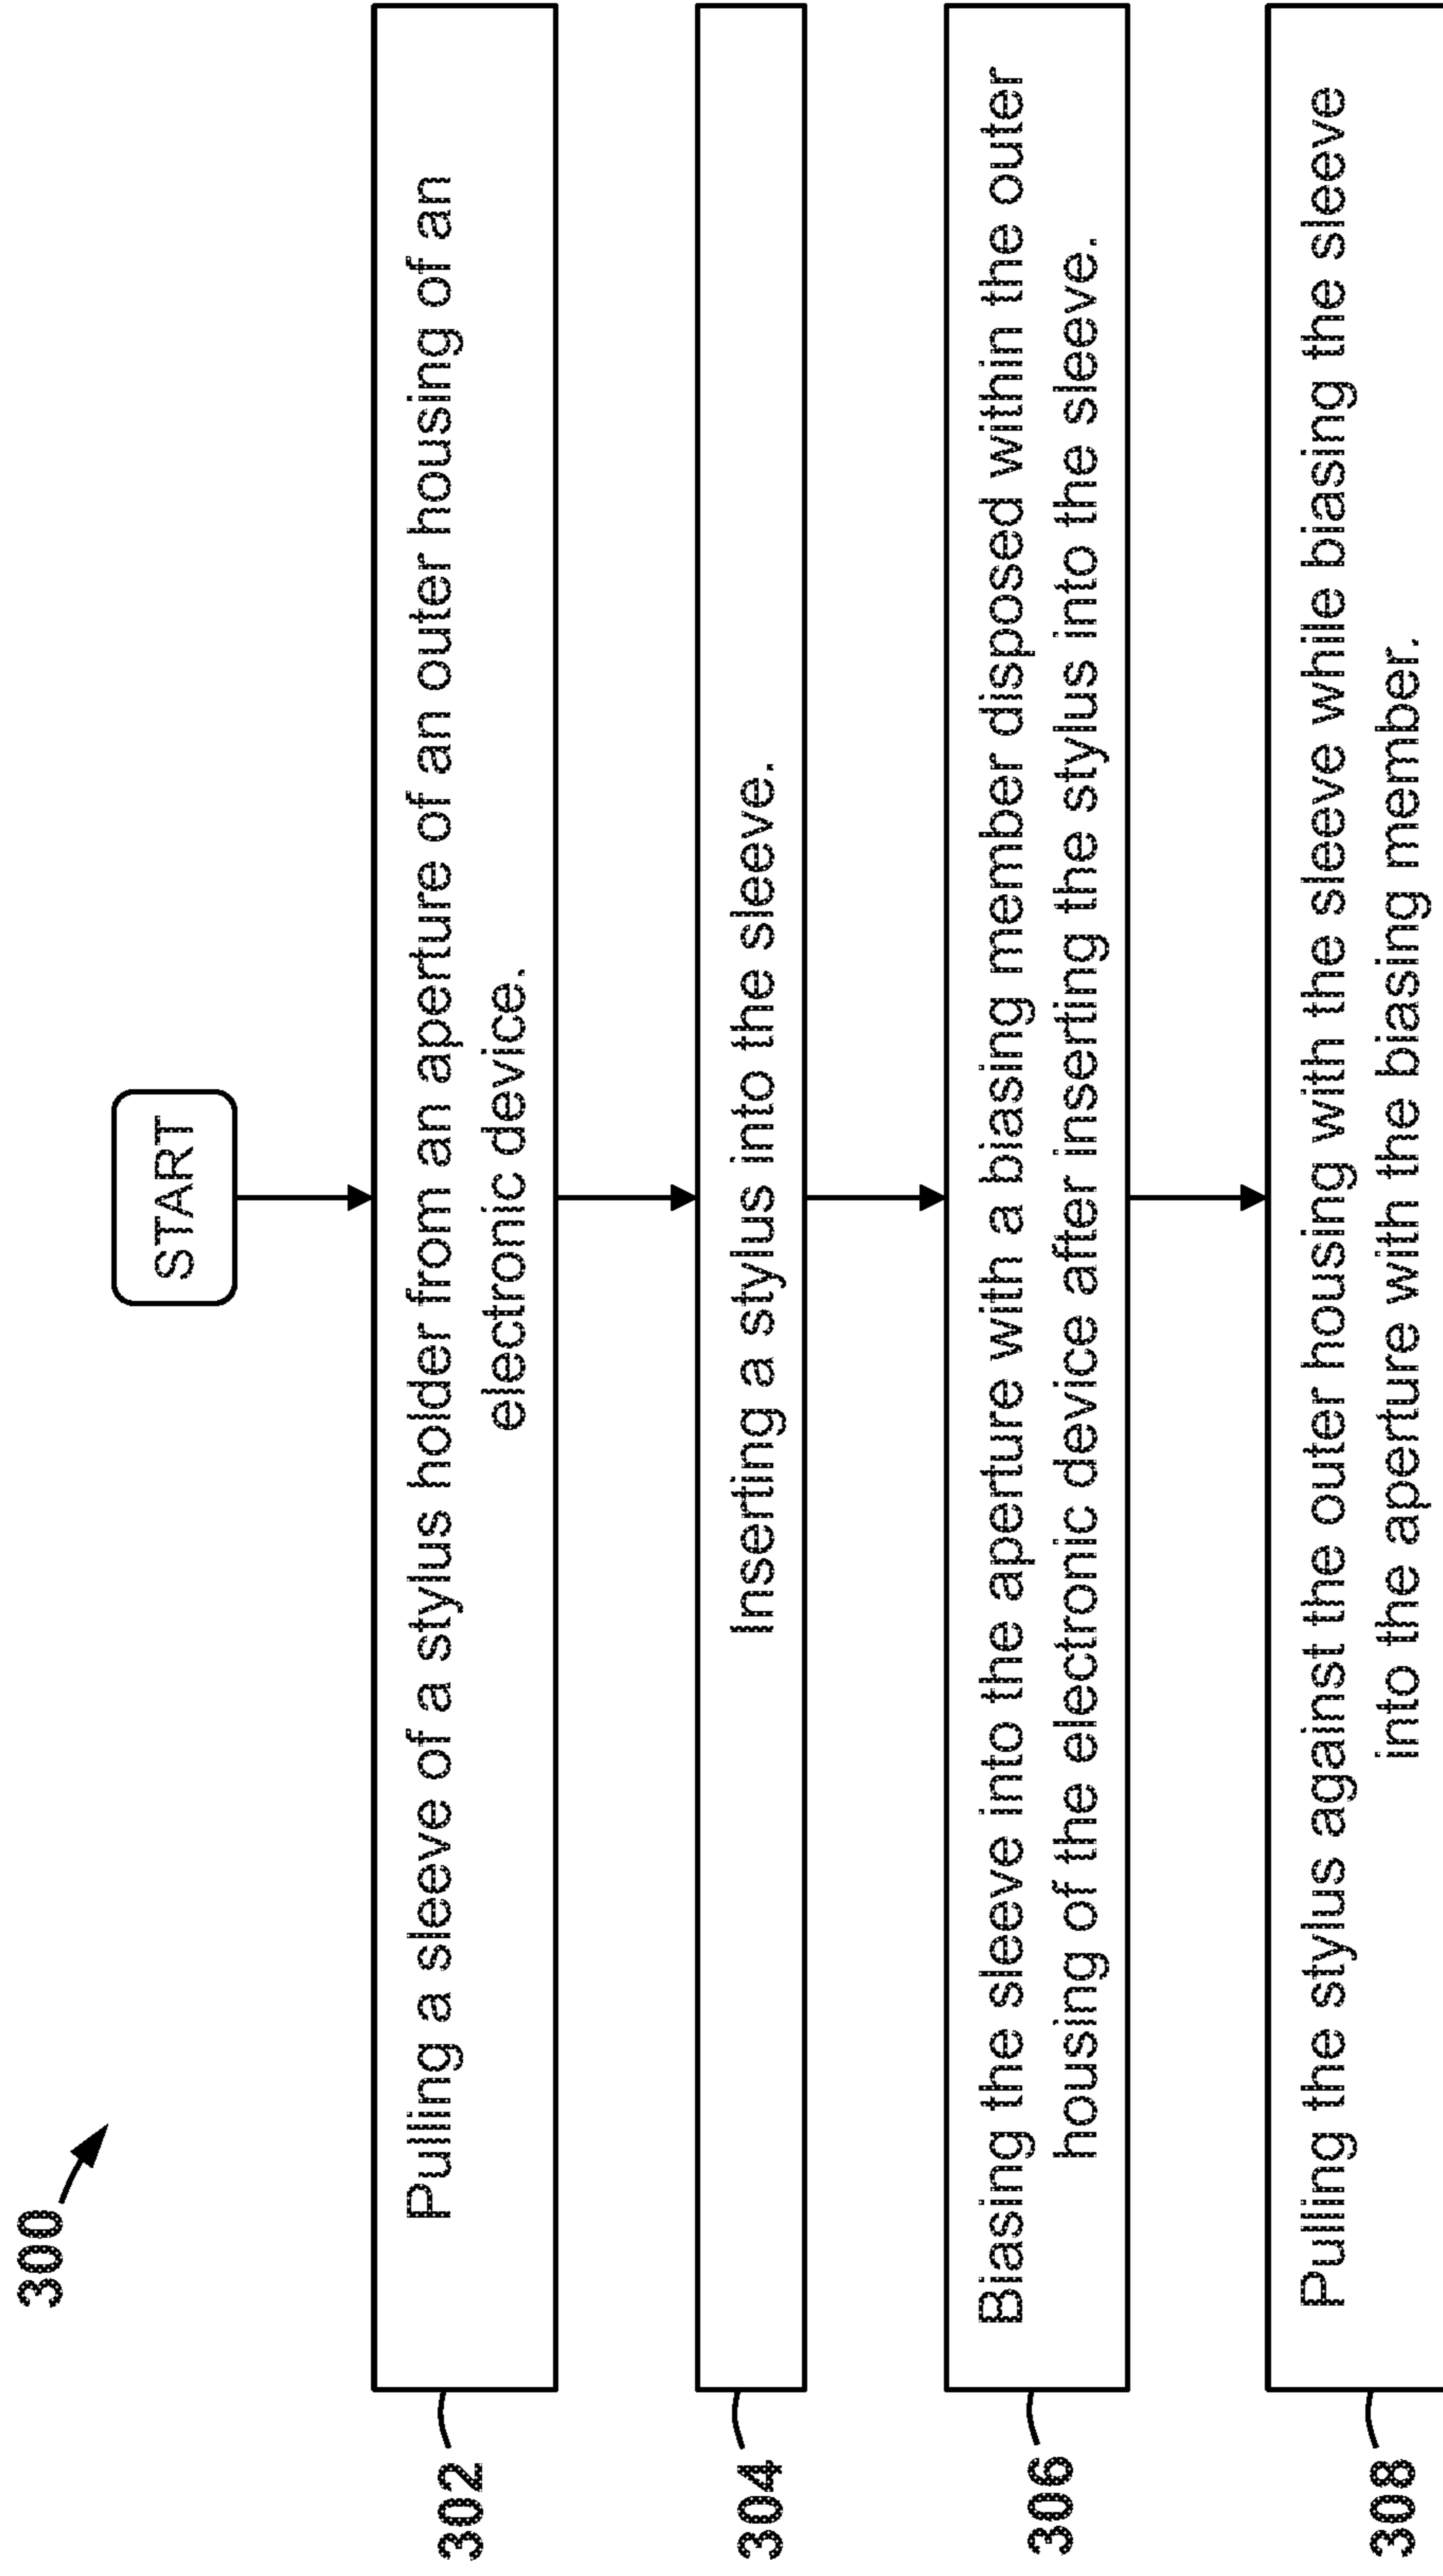 300
START
302
Pulling a sleeve of a stylus holder from an aperture of an outer housing of an
electronic device.
304
Inserting a stylus into the sleeve.
306
Biasing the sleeve into the aperture with a biasing member disposed within the outer
housing of the electronic device after inserting the stylus into the sleeve.
308
Pulling the stylus against the outer housing with the sleeve while biasing the sleeve
into the aperture with the biasing member.